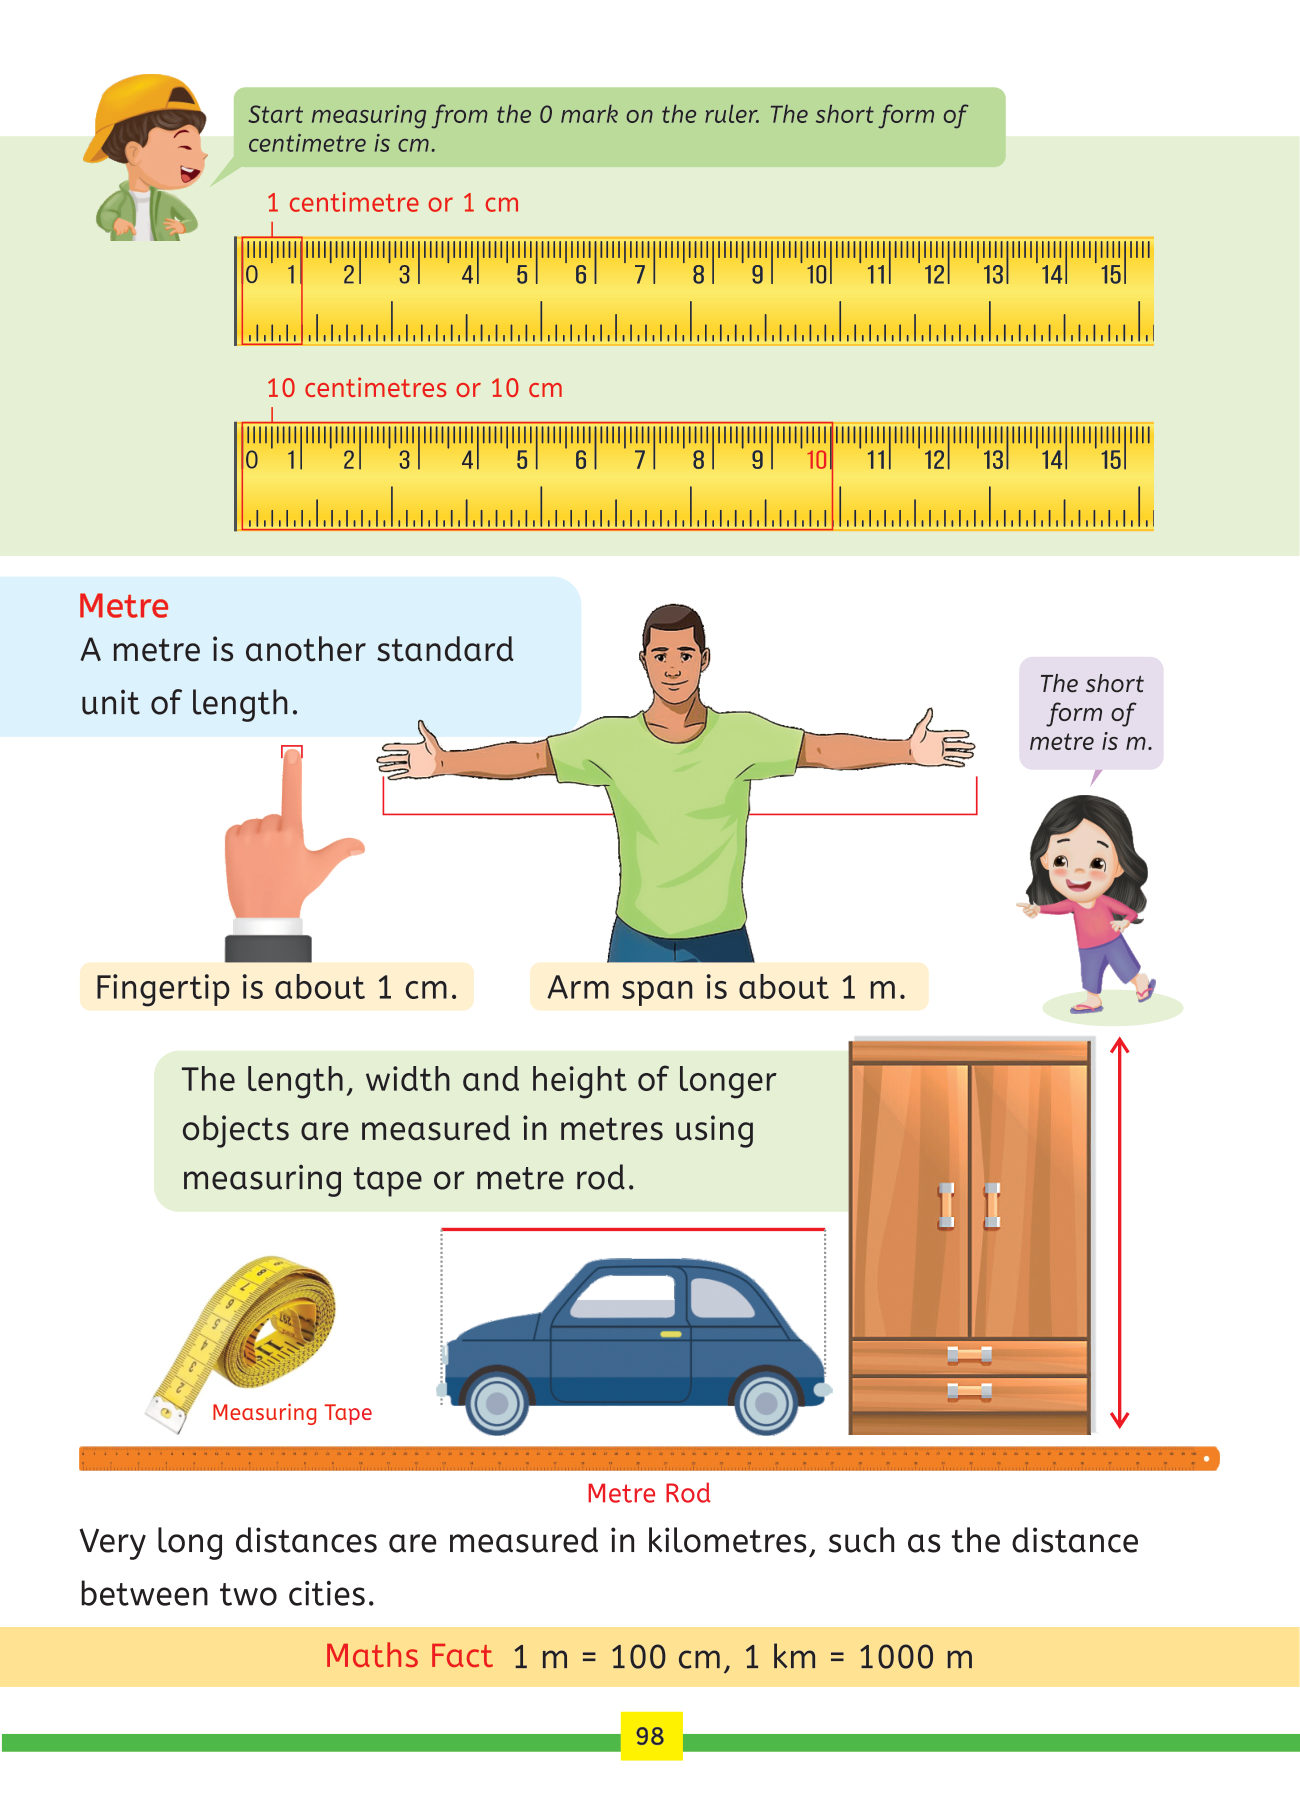 Start measuring from the 0 mark on the ruler. The short form of
centimetre is cm.
1 centimetre or 1 cm
0 1 2 3 4 5 6 7 8 9 10 11 12 13 14 15
10 centimetres or 10 cm
0 1 2 3 4 5 6 7 8 9 10 11 12 13 14 15
Metre
A metre is another standard
unit of length.
The short
form of
metre is m.
Fingertip is about 1 cm.
Arm span is about 1 m.
The length, width and height of longer
objects are measured in metres using
measuring tape or metre rod.
Measuring Tape
Metre Rod
Very long distances are measured in kilometres, such as the distance
between two cities.
Maths Fact 1 m = 100 cm, 1 km = 1000 m
98